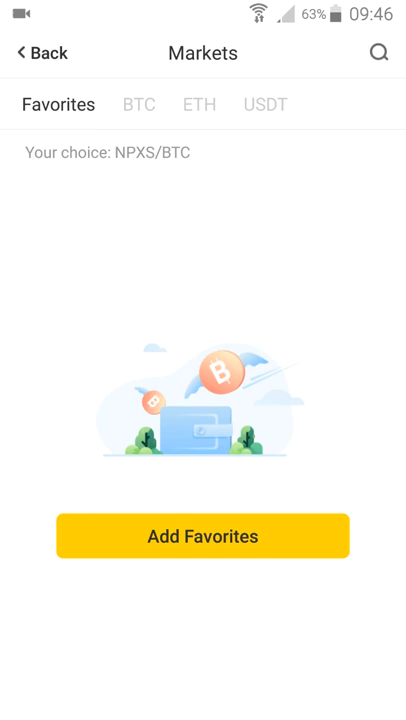 63% 09:46
Back Markets
Favorites BTC ETH USDT
Your choice: NPXS/BTC
Add Favorites